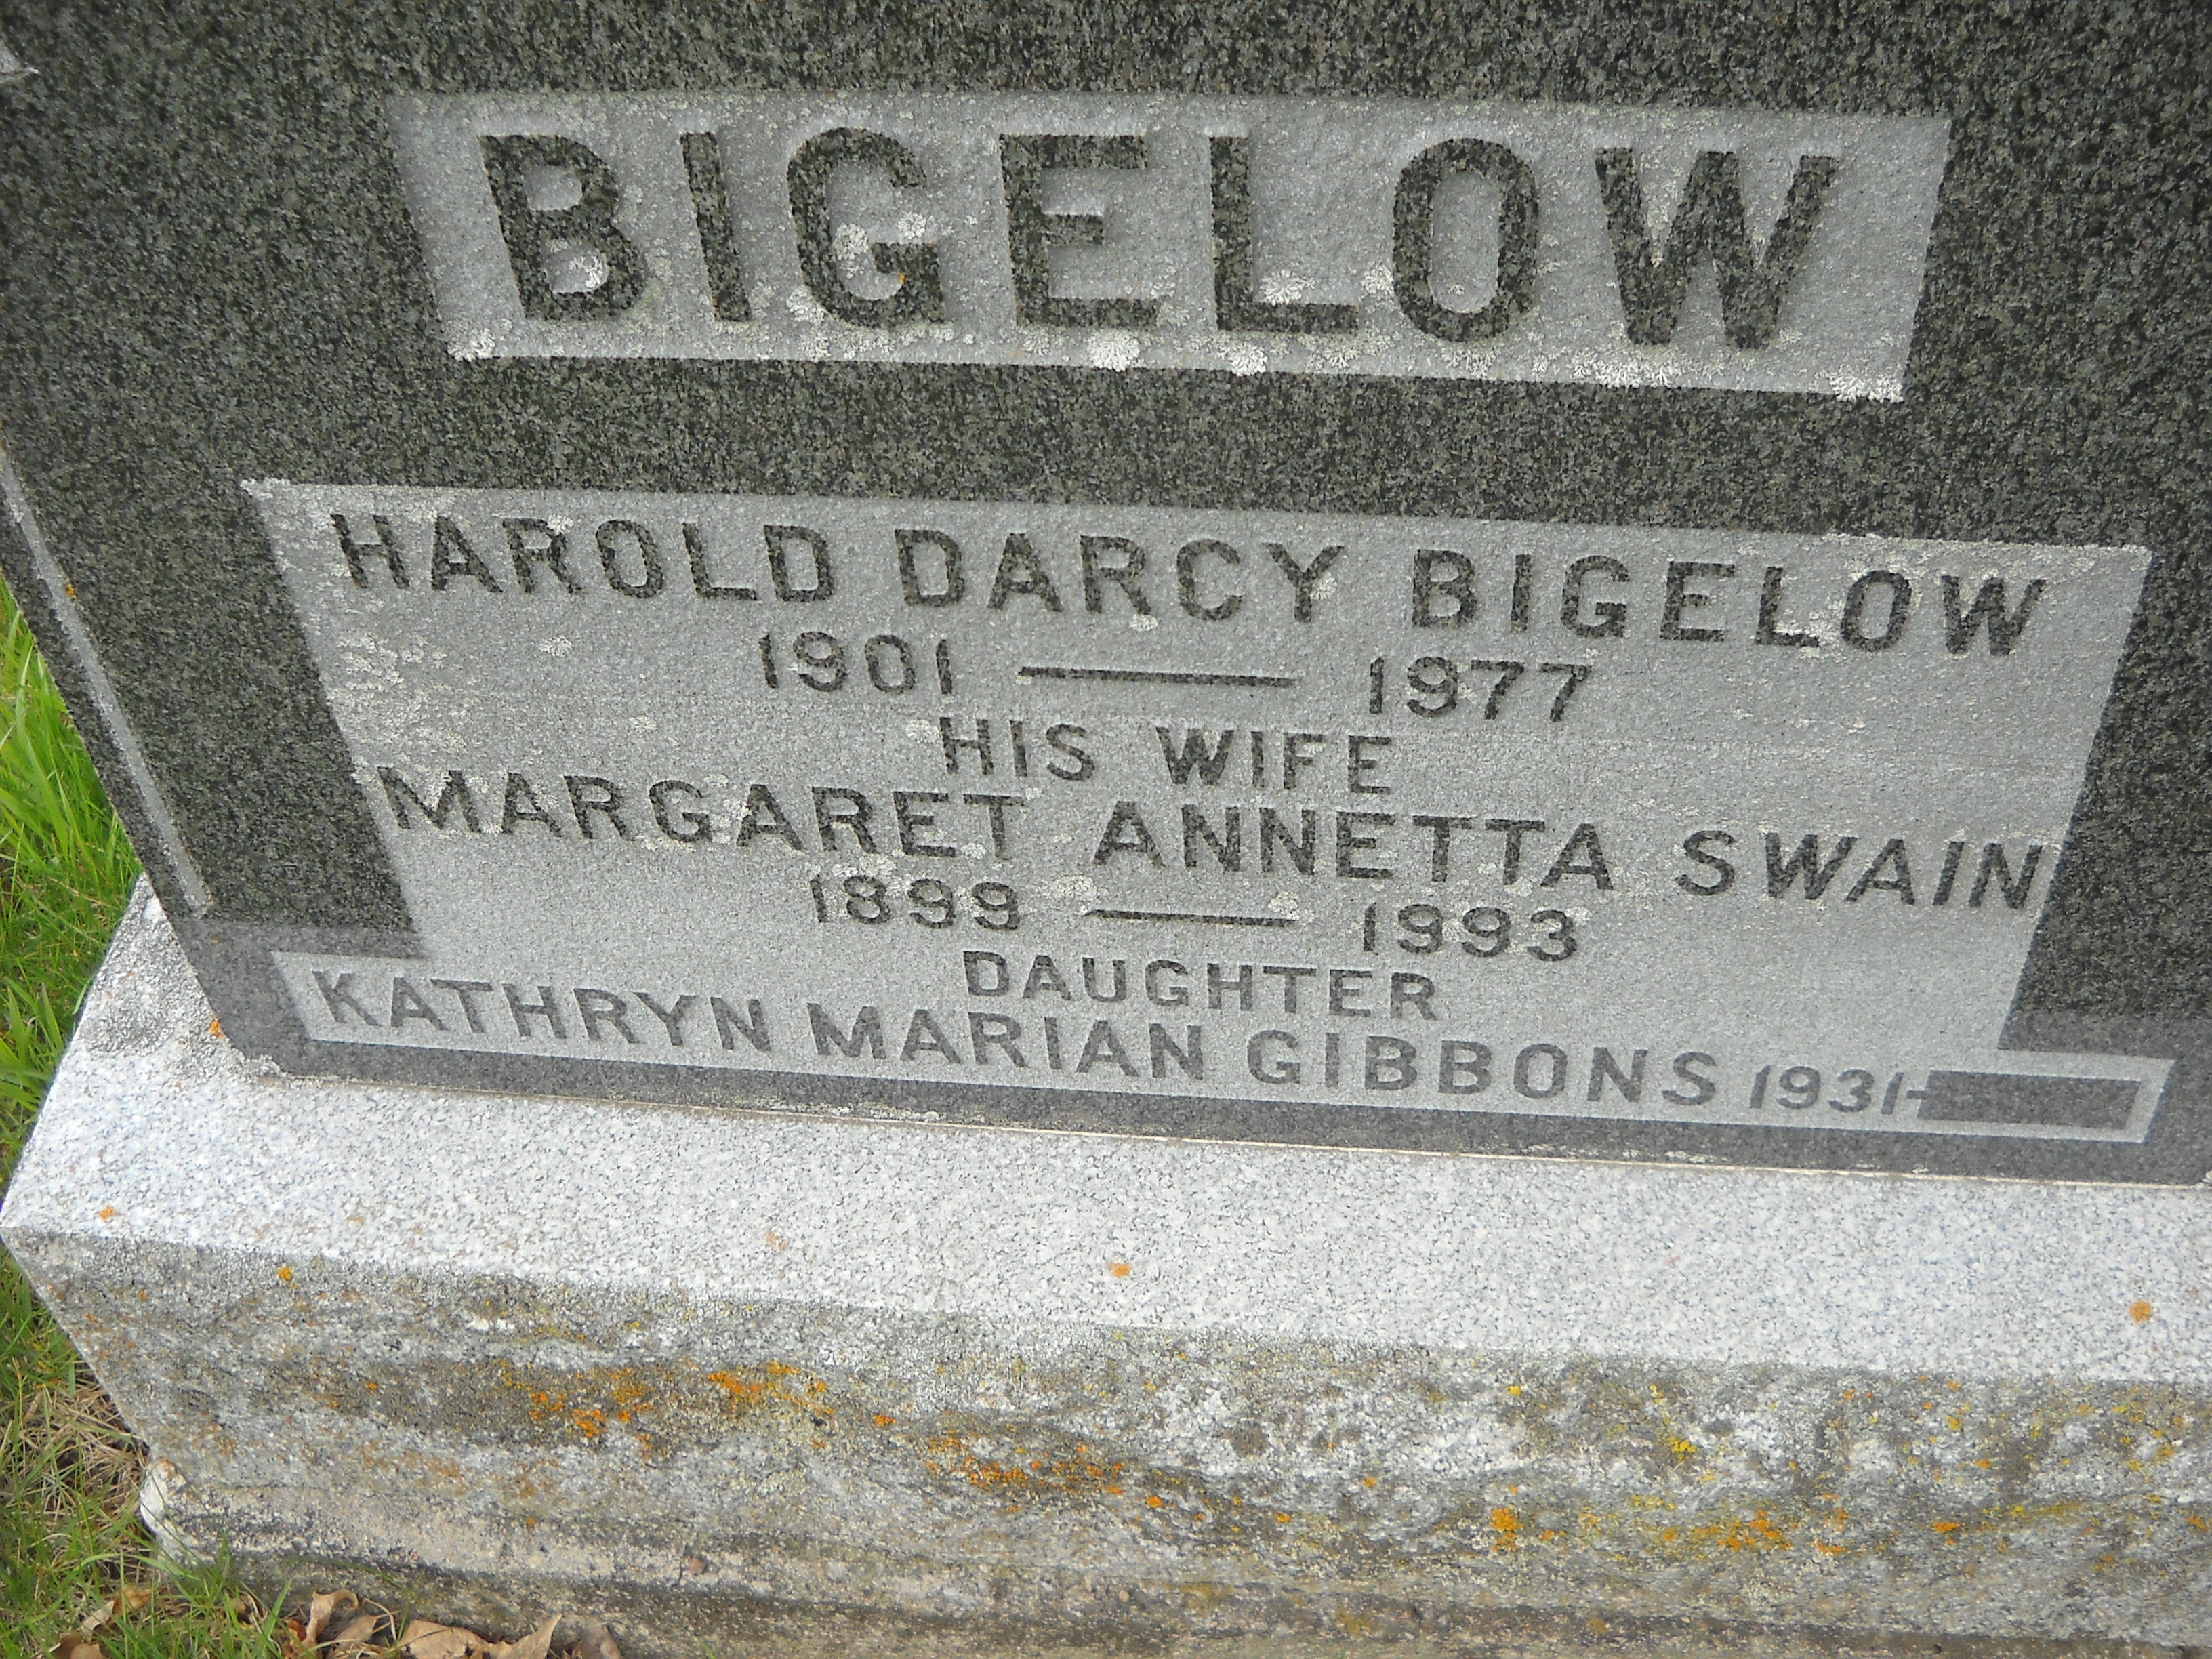 BIGELOW
HAROLD DARCY BIGELOW
1901 — 1977
HIS WIFE
MARGARET ANNETTA SWAIN
1899 — 1993
DAUGHTER
KATHRYN MARIAN GIBBONS 1931-